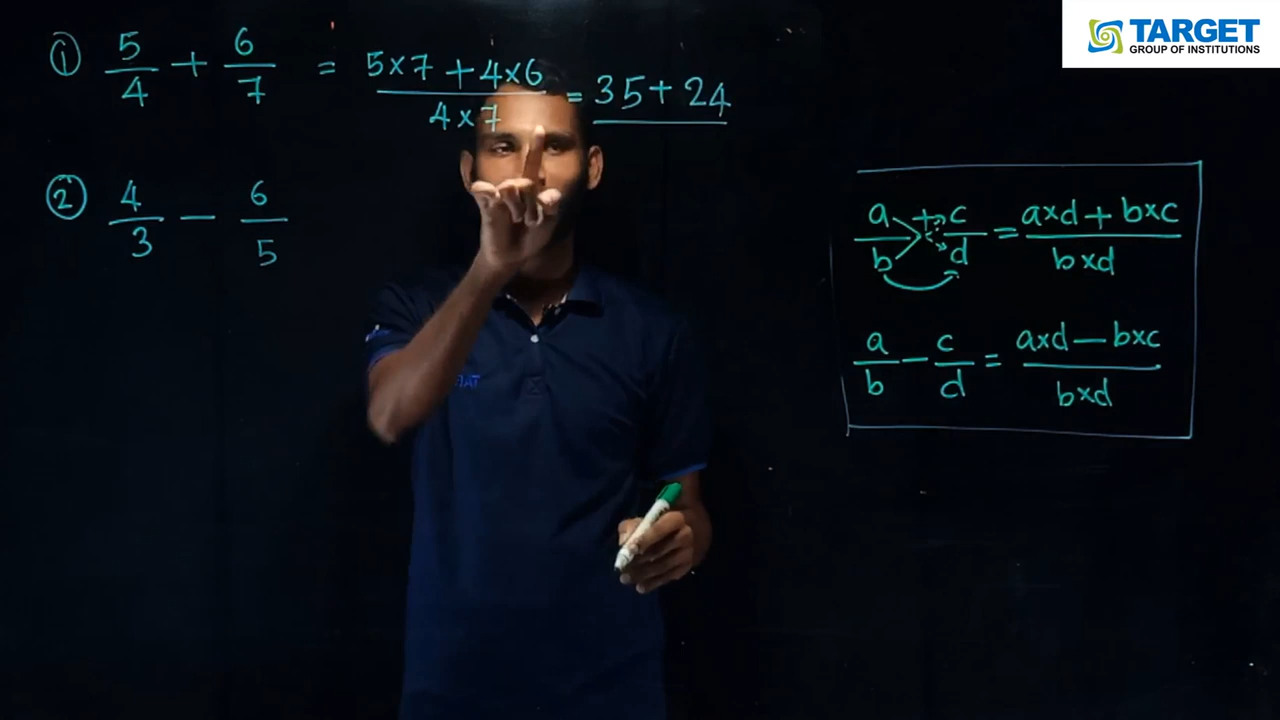 TARGET
GROUP OF INSTITUTIONS
① 5/4 + 6/7 = (5×7 + 4×6)/(4×7) = 35+24
② 4/3 − 6/5
a/b + c/d = (a×d + b×c)/(b×d)
a/b − c/d = (a×d − b×c)/(b×d)